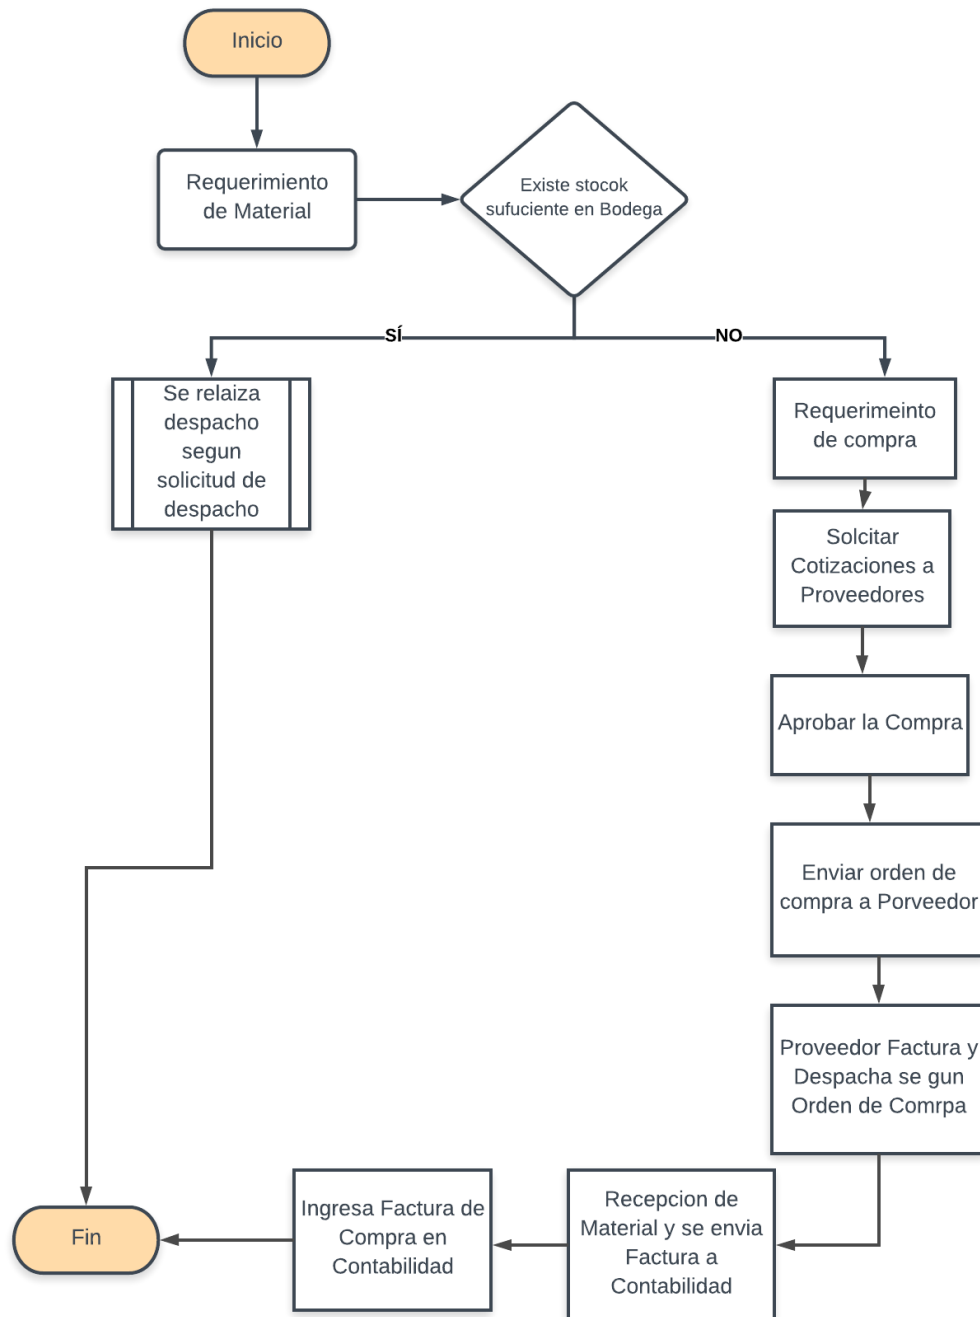 Inicio
Requerimiento
de Material
Existe stocok
sufuciente en Bodega
SÍ
NO
Se relaiza
despacho
segun
solicitud de
despacho
Requerimeinto
de compra
Solcitar
Cotizaciones a
Proveedores
Aprobar la Compra
Enviar orden de
compra a Porveedor
Proveedor Factura y
Despacha se gun
Orden de Comrpa
Recepcion de
Material y se envia
Factura a
Contabilidad
Ingresa Factura de
Compra en
Contabilidad
Fin